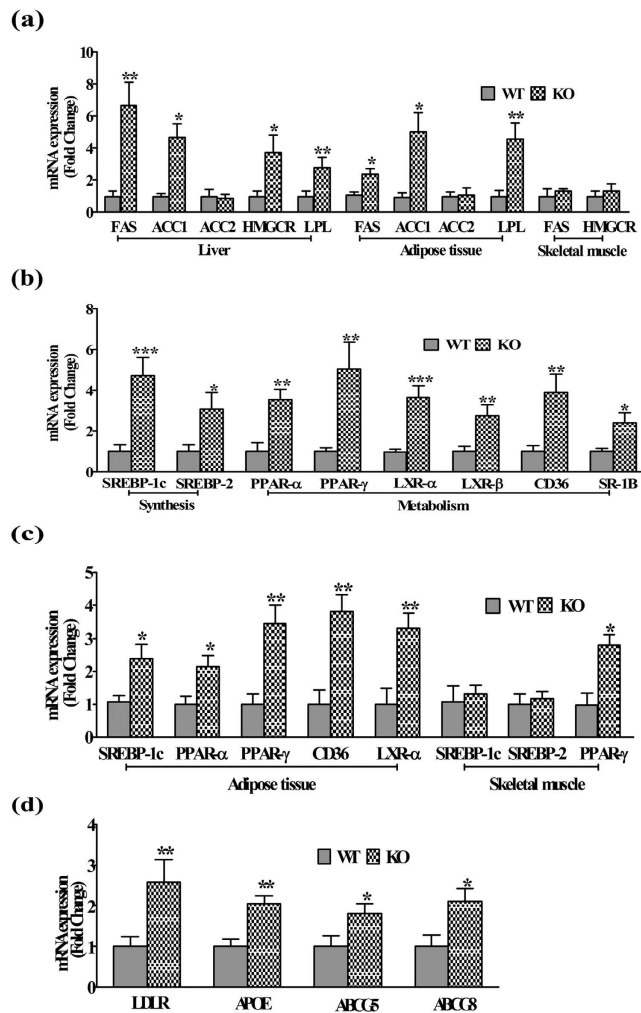 (a)
mRNA expression
(Fold Change)
10
8
6
4
2
0
WT KO
** * * ** * * **
FAS ACC1 ACC2 HMGCR LPL FAS ACC1 ACC2 LPL FAS HMGCR
Liver Adipose tissue Skeletal muscle
(b)
mRNA expression
(Fold Change)
8
6
4
2
0
WT KO
*** * ** ** *** ** ** *
SREBP-1c SREBP-2 PPAR-α PPAR-γ LXR-α LXR-β CD36 SR-1B
Synthesis Metabolism
(c)
mRNA expression
(Fold Change)
5
4
3
2
1
0
WT KO
* * ** ** ** *
SREBP-1c PPAR-α PPAR-γ CD36 LXR-α SREBP-1c SREBP-2 PPAR-γ
Adipose tissue Skeletal muscle
(d)
mRNA expression
(Fold Change)
4
3
2
1
0
WT KO
** ** * *
LDLR APOE ABCG5 ABCG8